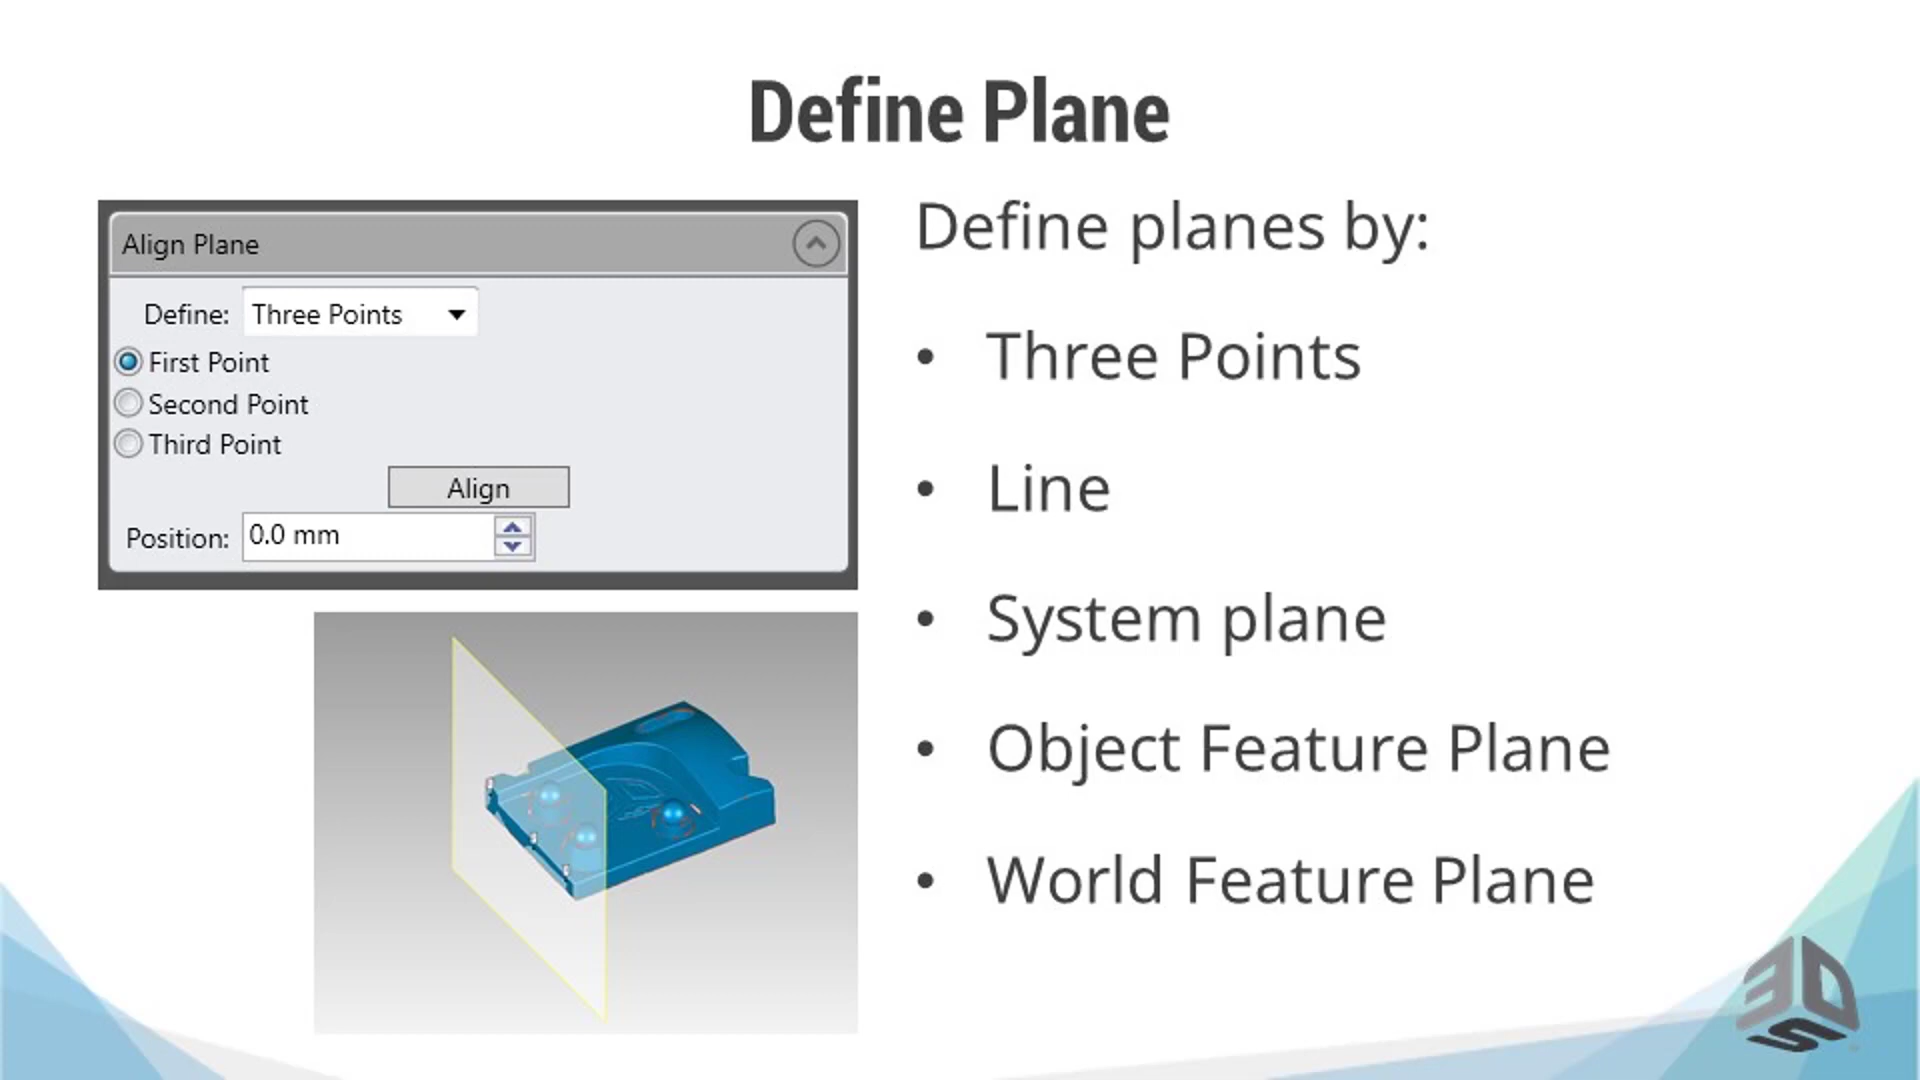 Define Plane
Align Plane
Define: Three Points
First Point
Second Point
Third Point
Align
Position: 0.0 mm
Define planes by:
• Three Points
• Line
• System plane
• Object Feature Plane
• World Feature Plane
3DS